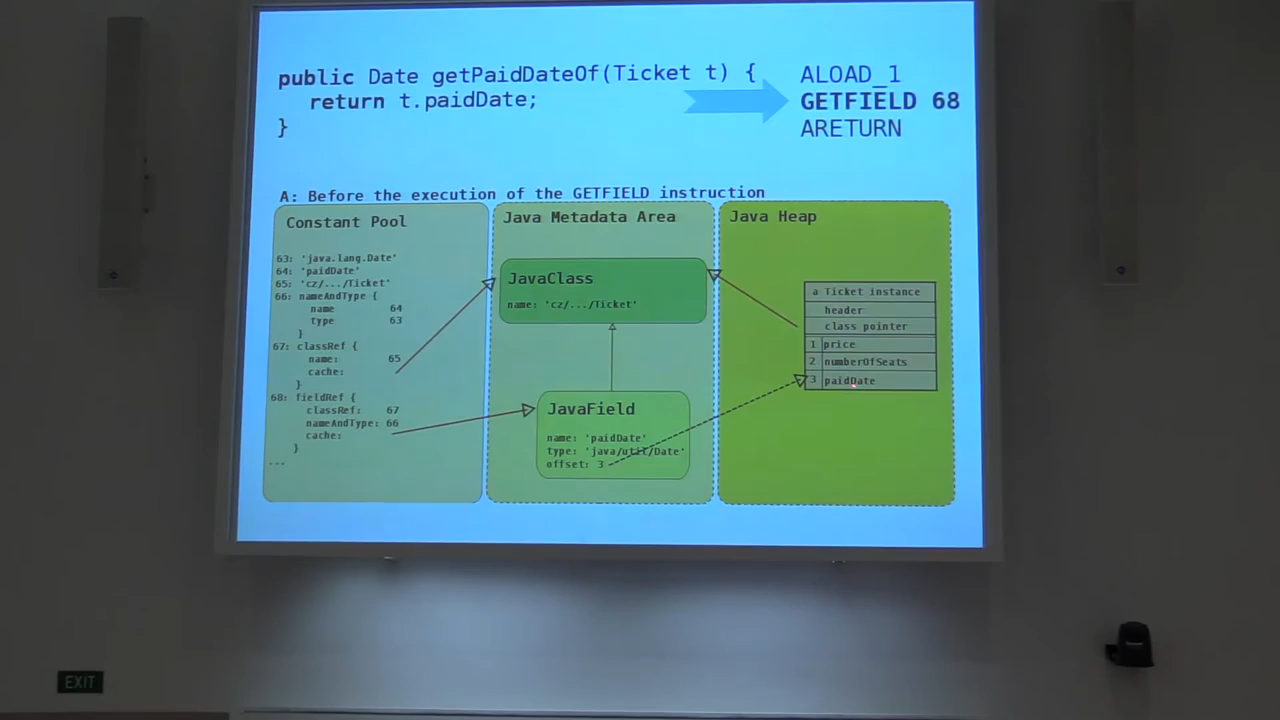 public Date getPaidDateOf(Ticket t) {
return t.paidDate;
}
ALOAD_1
GETFIELD 68
ARETURN
A: Before the execution of the GETFIELD instruction
Constant Pool
63: 'java.lang.Date'
64: 'paidDate'
65: 'cz/.../Ticket'
66: nameAndType {
name 64
type 63
}
67: classRef {
name: 65
cache:
}
68: fieldRef {
classRef: 67
nameAndType: 66
cache:
}
...
Java Metadata Area
JavaClass
name: 'cz/.../Ticket'
JavaField
name: 'paidDate'
type: 'java/util/Date'
offset: 3
Java Heap
a Ticket instance
header
class pointer
1 price
2 numberOfSeats
3 paidDate
EXIT